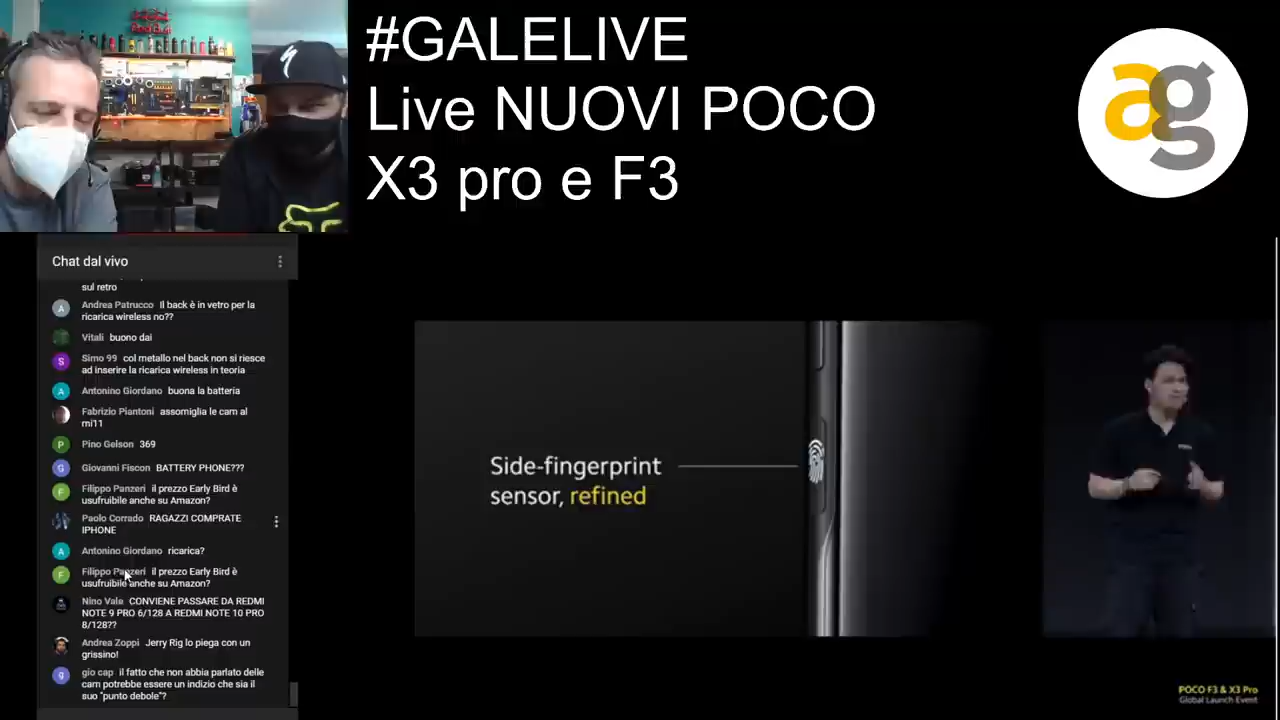 #GALELIVE
Live NUOVI POCO
X3 pro e F3
ag
Chat dal vivo
sul retro
Andrea Patrucco Il back è in vetro per la
ricarica wireless no??
Vitali buono dai
Simo 99 col metallo nel back non si riesce
ad inserire la ricarica wireless in teoria
Antonino Giordano buona la batteria
Fabrizio Piantoni assomiglia le cam al
mi11
Pino Gelson 369
Giovanni Fiscon BATTERY PHONE???
Filippo Panzeri il prezzo Early Bird è
usufruibile anche su Amazon?
Paolo Corrado RAGAZZI COMPRATE
IPHONE
Antonino Giordano ricarica?
Filippo Panzeri il prezzo Early Bird è
usufruibile anche su Amazon?
Nino Vale CONVIENE PASSARE DA REDMI
NOTE 9 PRO 6/128 A REDMI NOTE 10 PRO
8/128??
Andrea Zoppi Jerry Rig lo piega con un
grissino!
gio cap il fatto che non abbia parlato delle
cam potrebbe essere un indizio che sia il
suo "punto debole"?
Side-fingerprint
sensor, refined
POCO F3 & X3 Pro
Global Launch Event